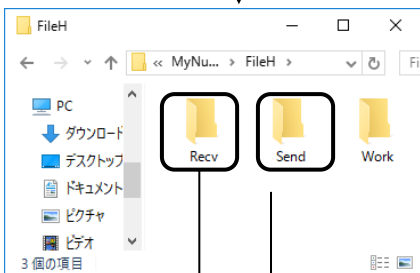 FileH
« MyNu... › FileH ›
Fi
PC
ダウンロード
デスクトップ
ドキュメント
ピクチャ
ビデオ
Recv
Send
Work
3 個の項目